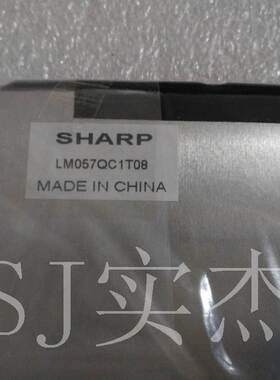 SHARP
LM057QC1T08
MADE IN CHINA
SJ实杰